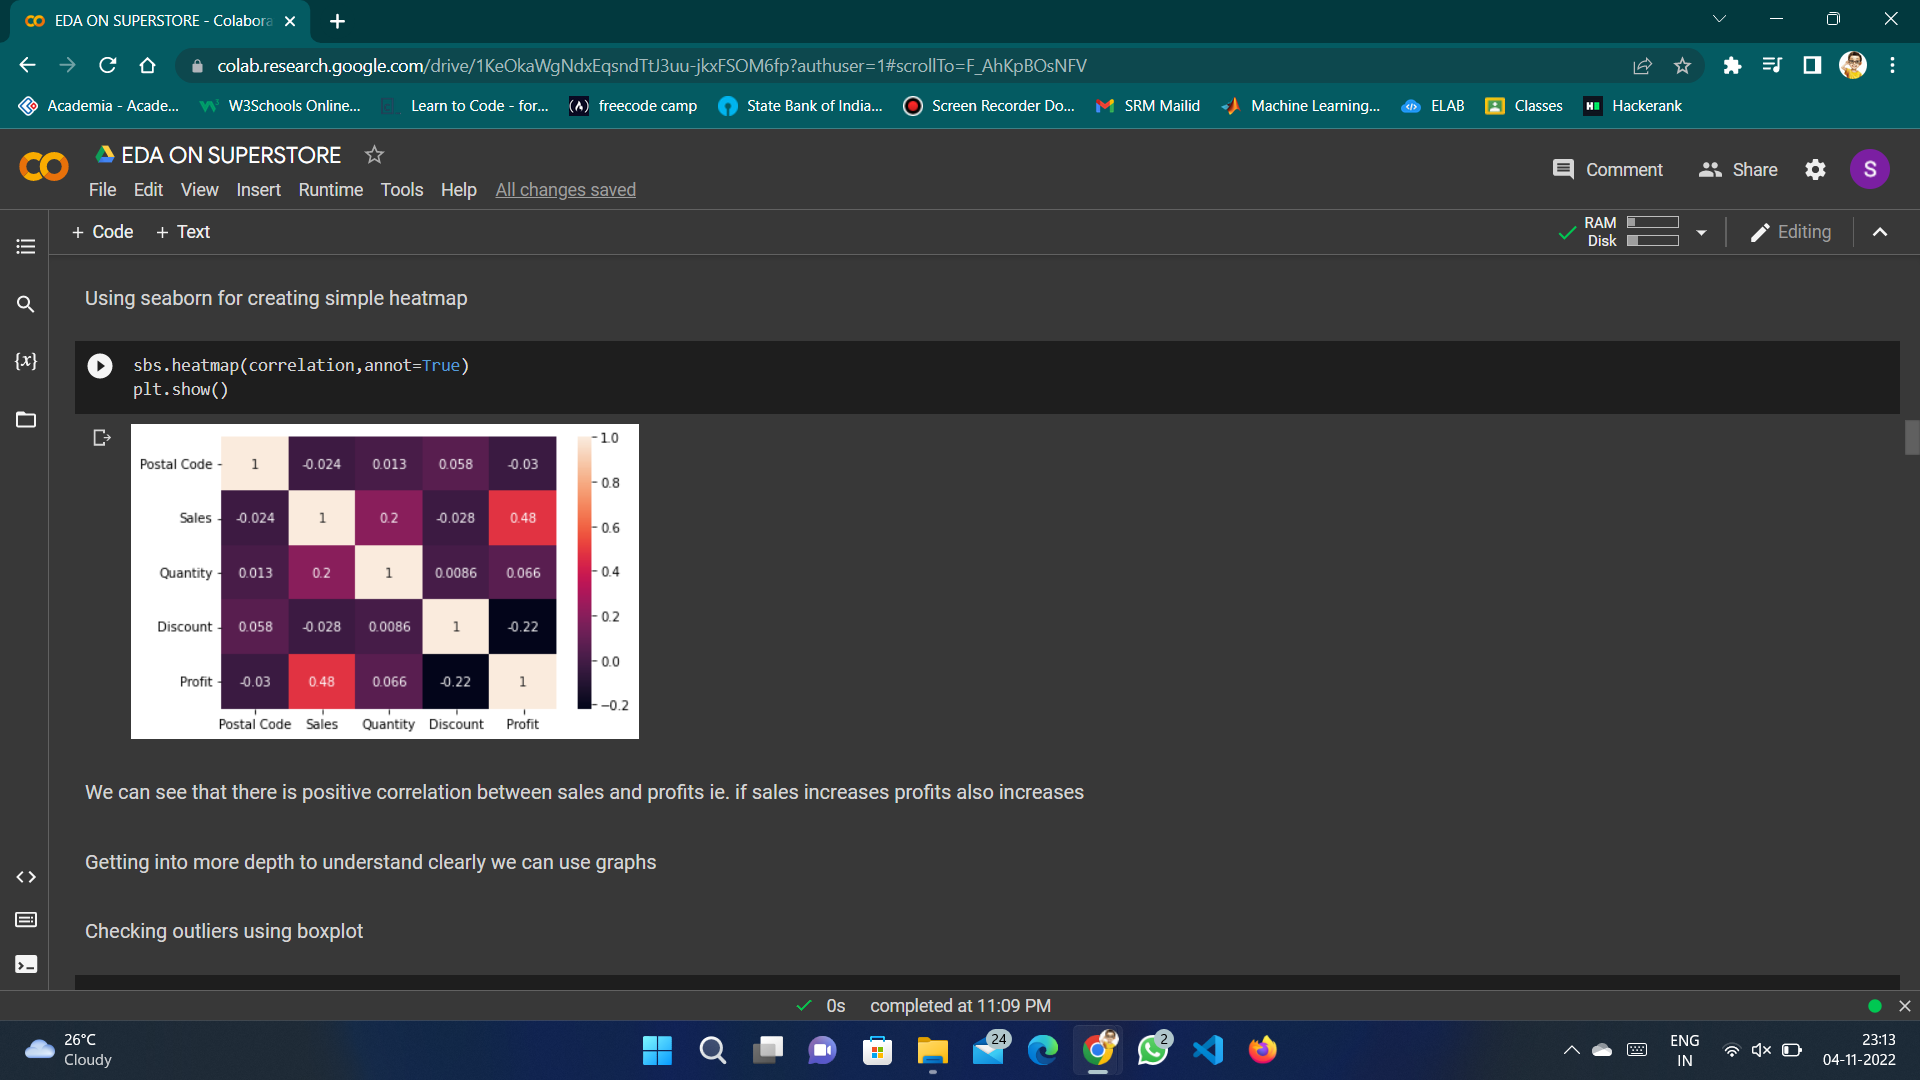 EDA ON SUPERSTORE - Colabora
colab.research.google.com/drive/1KeOkaWgNdxEqsndTtJ3uu-jkxFSOM6fp?authuser=1#scrollTo=F_AhKpBOsNFV
Academia - Acade... W3Schools Online... Learn to Code - for... freecode camp State Bank of India... Screen Recorder Do... SRM Mailid Machine Learning... ELAB Classes Hackerank
EDA ON SUPERSTORE
Comment Share S
File Edit View Insert Runtime Tools Help All changes saved
+ Code + Text
RAM
Disk
Editing
Using seaborn for creating simple heatmap
{x}
sbs.heatmap(correlation,annot=True)
plt.show()
Postal Code 1 -0.024 0.013 0.058 -0.03
Sales -0.024 1 0.2 -0.028 0.48
Quantity 0.013 0.2 1 0.0086 0.066
Discount 0.058 -0.028 0.0086 1 -0.22
Profit -0.03 0.48 0.066 -0.22 1
Postal Code Sales Quantity Discount Profit
1.0
0.8
0.6
0.4
0.2
0.0
−0.2
We can see that there is positive correlation between sales and profits ie. if sales increases profits also increases
Getting into more depth to understand clearly we can use graphs
Checking outliers using boxplot
0s completed at 11:09 PM
26°C
Cloudy
24
2
ENG
IN
23:13
04-11-2022